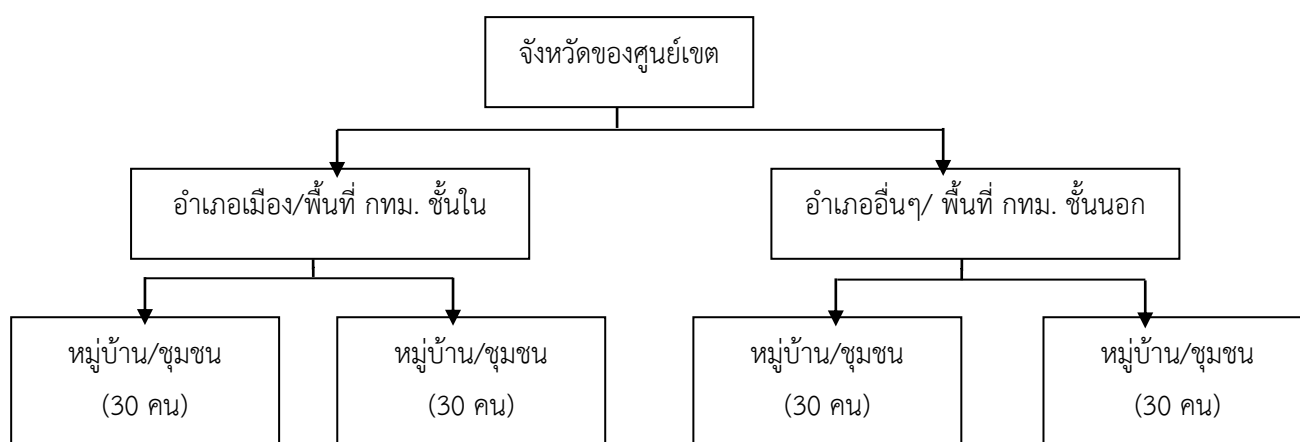 จังหวัดของศูนย์เขต
อำเภอเมือง/พื้นที่ กทม. ชั้นใน
อำเภออื่นๆ/ พื้นที่ กทม. ชั้นนอก
หมู่บ้าน/ชุมชน
(30 คน)
หมู่บ้าน/ชุมชน
(30 คน)
หมู่บ้าน/ชุมชน
(30 คน)
หมู่บ้าน/ชุมชน
(30 คน)